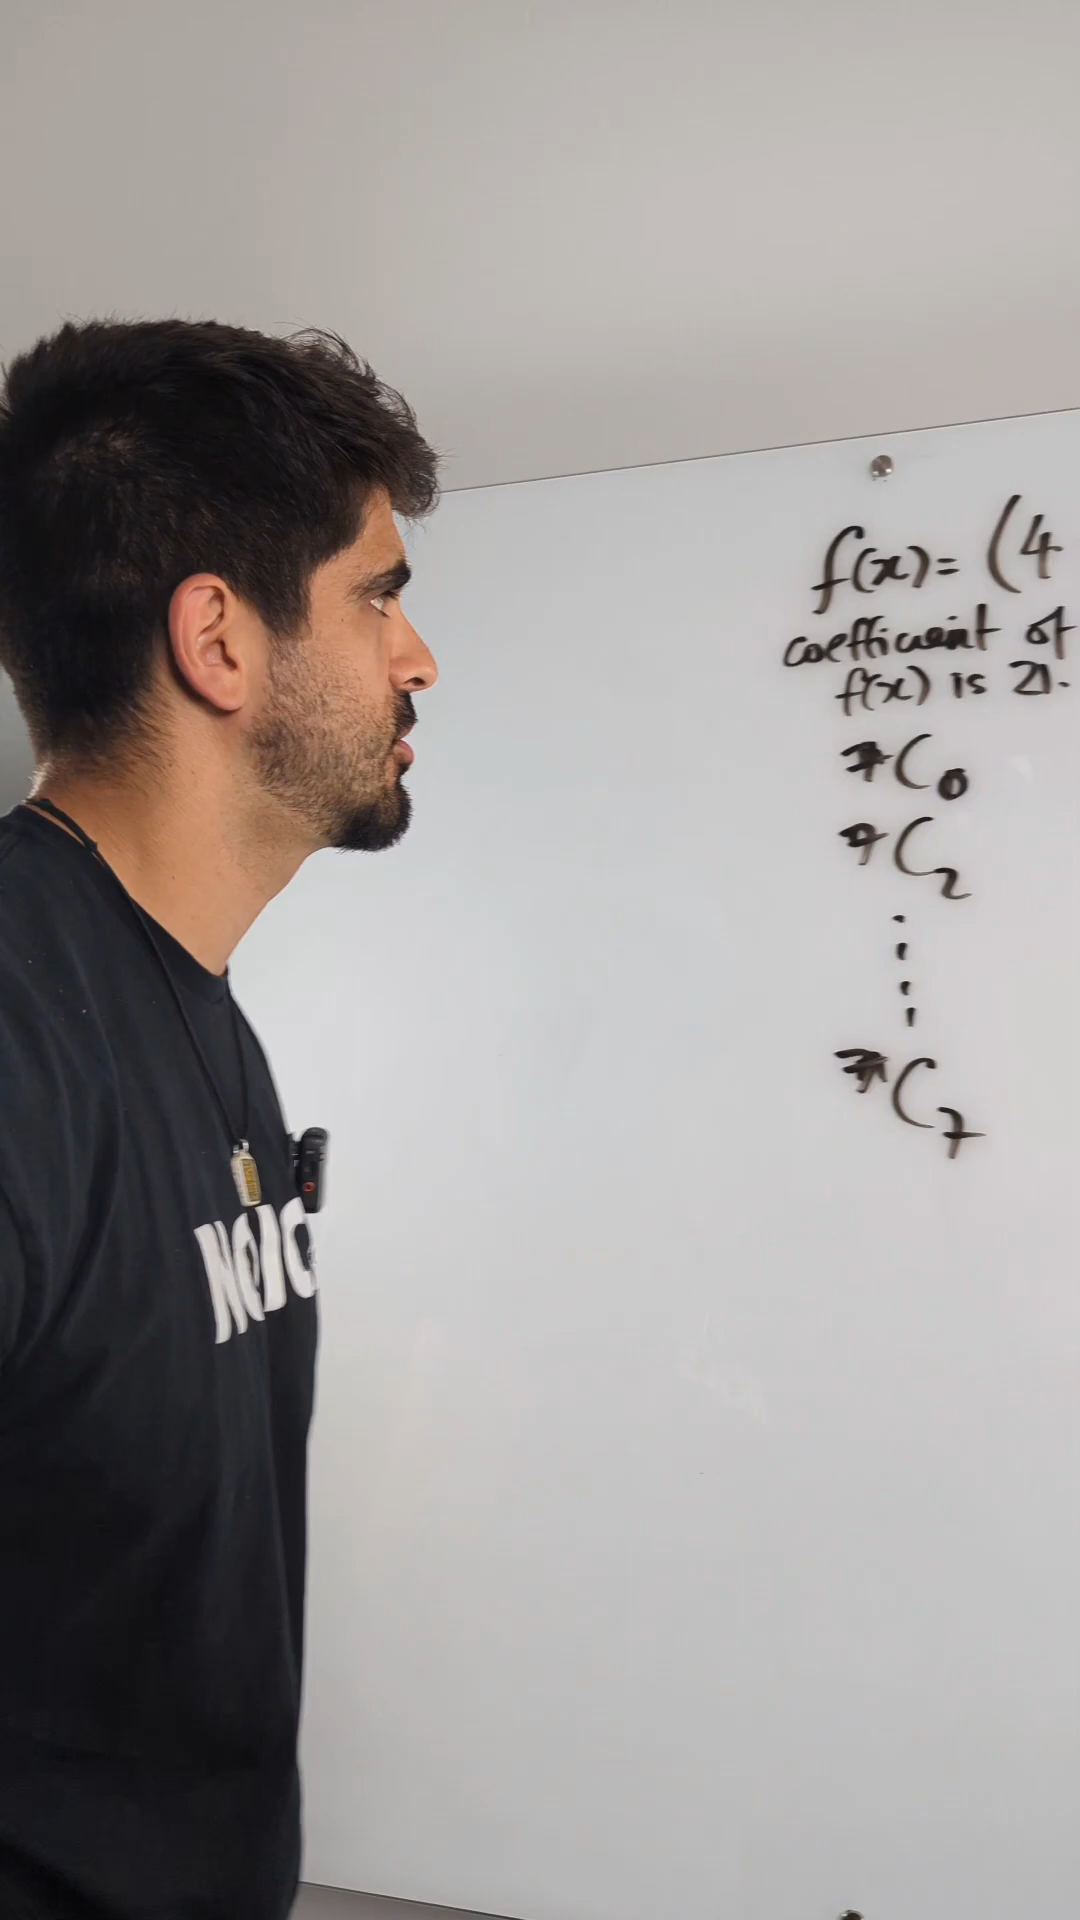 f(x) = (4
coefficient of
f(x) is 21.
⁷C₀
⁷C₂
⋮
⁷C₇